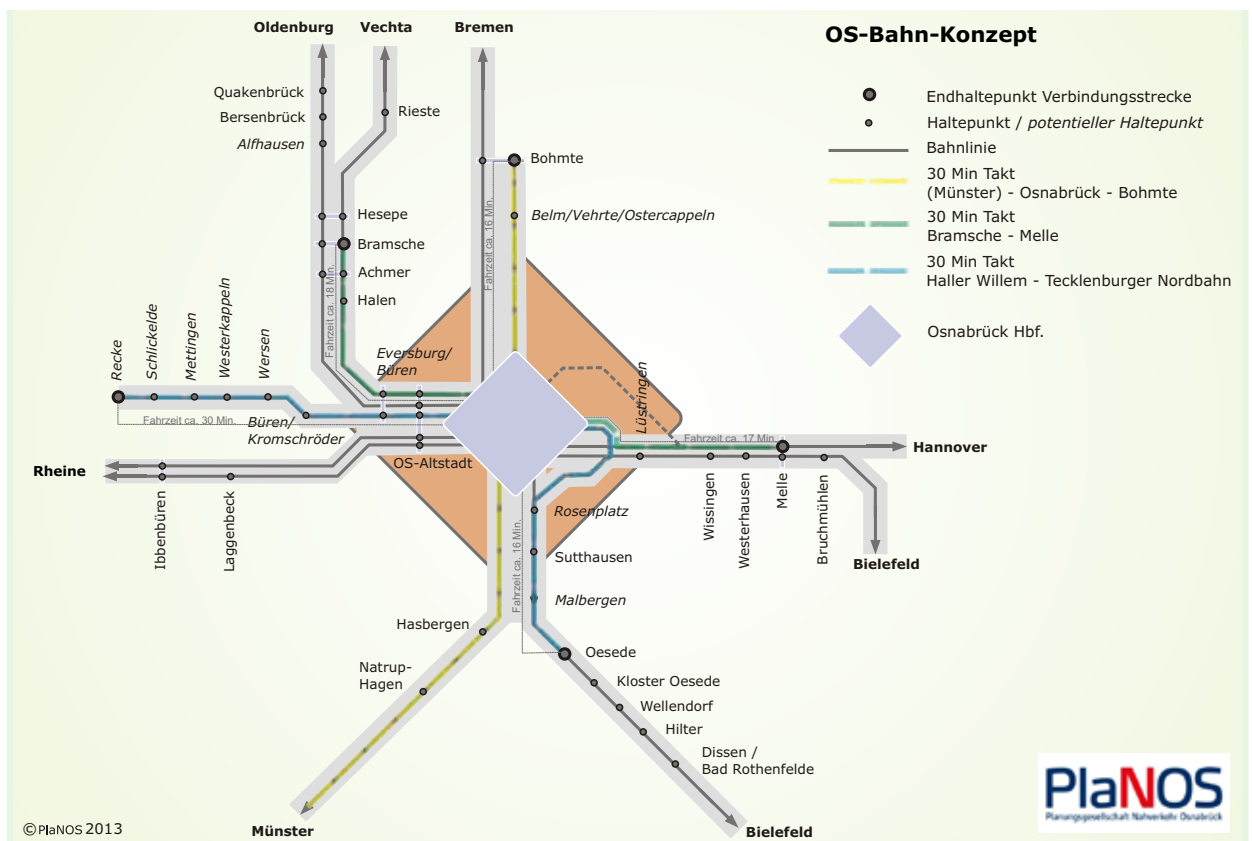 Oldenburg
Vechta
Bremen
OS-Bahn-Konzept
Quakenbrück
Bersenbrück
Alfhausen
Rieste
Hesepe
Bramsche
Achmer
Halen
Fahrzeit ca. 18 Min.
Fahrzeit ca. 16 Min.
Bohmte
Belm/Vehrte/Ostercappeln
Endhaltepunkt Verbindungsstrecke
Haltepunkt / potentieller Haltepunkt
Bahnlinie
30 Min Takt
(Münster) - Osnabrück - Bohmte
30 Min Takt
Bramsche - Melle
30 Min Takt
Haller Willem - Tecklenburger Nordbahn
Osnabrück Hbf.
Recke
Schlickelde
Mettingen
Westerkappeln
Wersen
Eversburg/
Büren
Fahrzeit ca. 30 Min.
Büren/
Kromschröder
OS-Altstadt
Rheine
Ibbenbüren
Laggenbeck
Lüstringen
Fahrzeit ca. 17 Min.
Hannover
Wissingen
Westerhausen
Melle
Bruchmühlen
Bielefeld
Rosenplatz
Sutthausen
Malbergen
Fahrzeit ca. 16 Min.
Hasbergen
Natrup-
Hagen
Oesede
Kloster Oesede
Wellendorf
Hilter
Dissen /
Bad Rothenfelde
Münster
Bielefeld
©PlaNOS 2013
PlaNOS
Planungsgesellschaft Nahverkehr Osnabrück